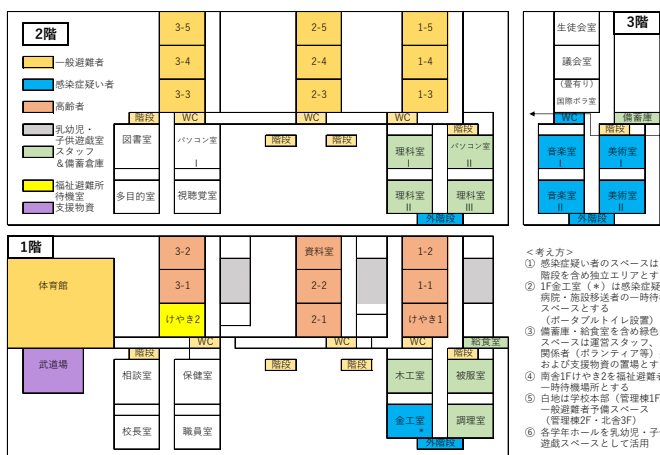 2階
一般避難者
感染症疑い者
高齢者
乳幼児・
子供遊戯室
スタッフ
&備蓄倉庫
福祉避難所
待機室
支援物資
3-5
3-4
3-3
2-5
2-4
2-3
1-5
1-4
1-3
階段
WC
WC
WC
図書室
パソコン室
I
階段
階段
階段
理科室
I
パソコン室
II
多目的室
視聴覚室
理科室
II
理科室
III
外階段
3階
生徒会室
議会室
(畳有り)
国際ボラ室
WC
備蓄庫
階段
音楽室
I
美術室
I
音楽室
II
美術室
II
外階段
1階
体育館
武道場
3-2
3-1
けやき2
資料室
2-2
2-1
1-2
1-1
けやき1
階段
WC
WC
給食室
相談室
保健室
階段
階段
木工室
階段
被服室
校長室
職員室
金工室
*
調理室
外階段
<考え方>
① 感染症疑い者のスペースは
階段を含め独立エリアとす
② 1F金工室(*)は感染症疑
病院・施設移送者の一時待
スペースとする
(ポータブルトイレ設置)
③ 備蓄庫・給食室を含め緑色
スペースは運営スタッフ、
関係者(ボランティア等)
および支援物資の置場とす
④ 南舎1Fけやき2を福祉避難
一時待機場所とする
⑤ 白地は学校本部(管理棟1F
一般避難者予備スペース
(管理棟2F・北舎3F)
⑥ 各学年ホールを乳幼児・子
遊戯スペースとして活用